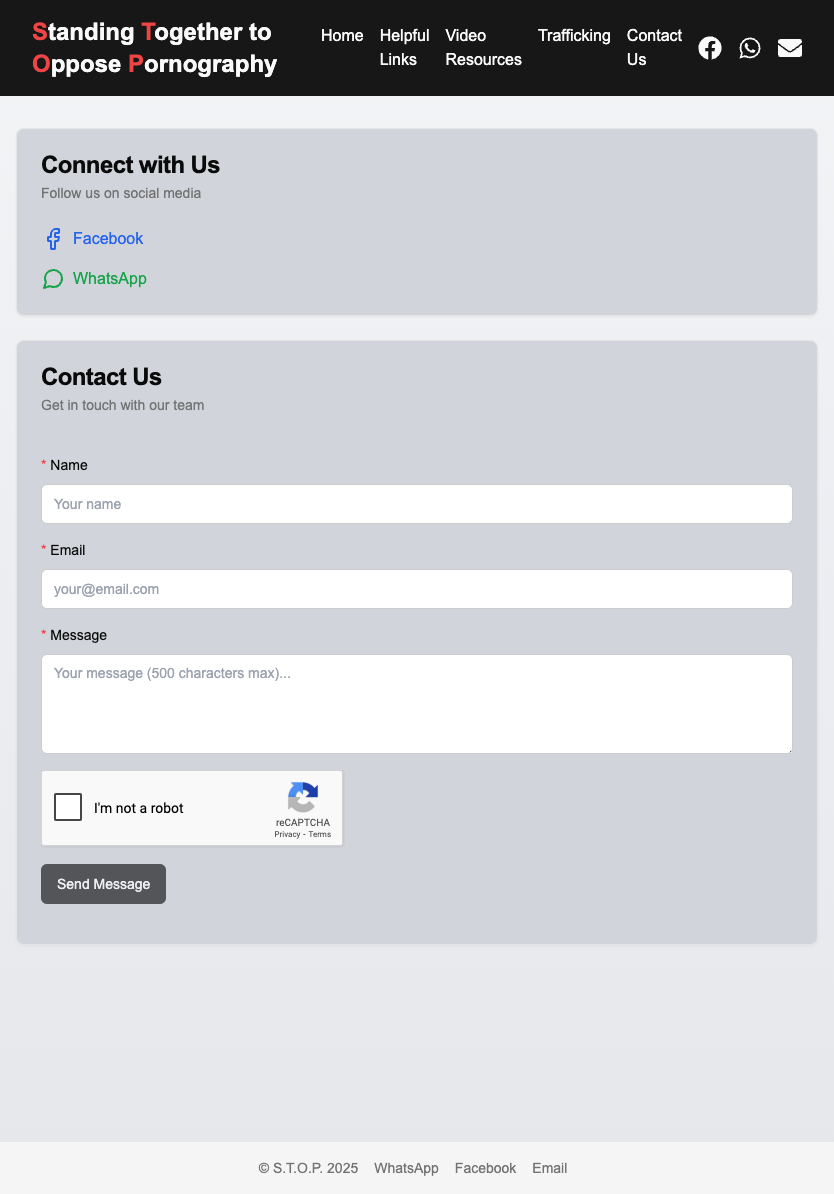 Standing Together to
Oppose Pornography
Home
Helpful
Links
Video
Resources
Trafficking
Contact
Us
Connect with Us
Follow us on social media
Facebook
WhatsApp
Contact Us
Get in touch with our team
* Name
Your name
* Email
your@email.com
* Message
Your message (500 characters max)...
I'm not a robot
reCAPTCHA
Privacy - Terms
Send Message
© S.T.O.P. 2025 WhatsApp Facebook Email